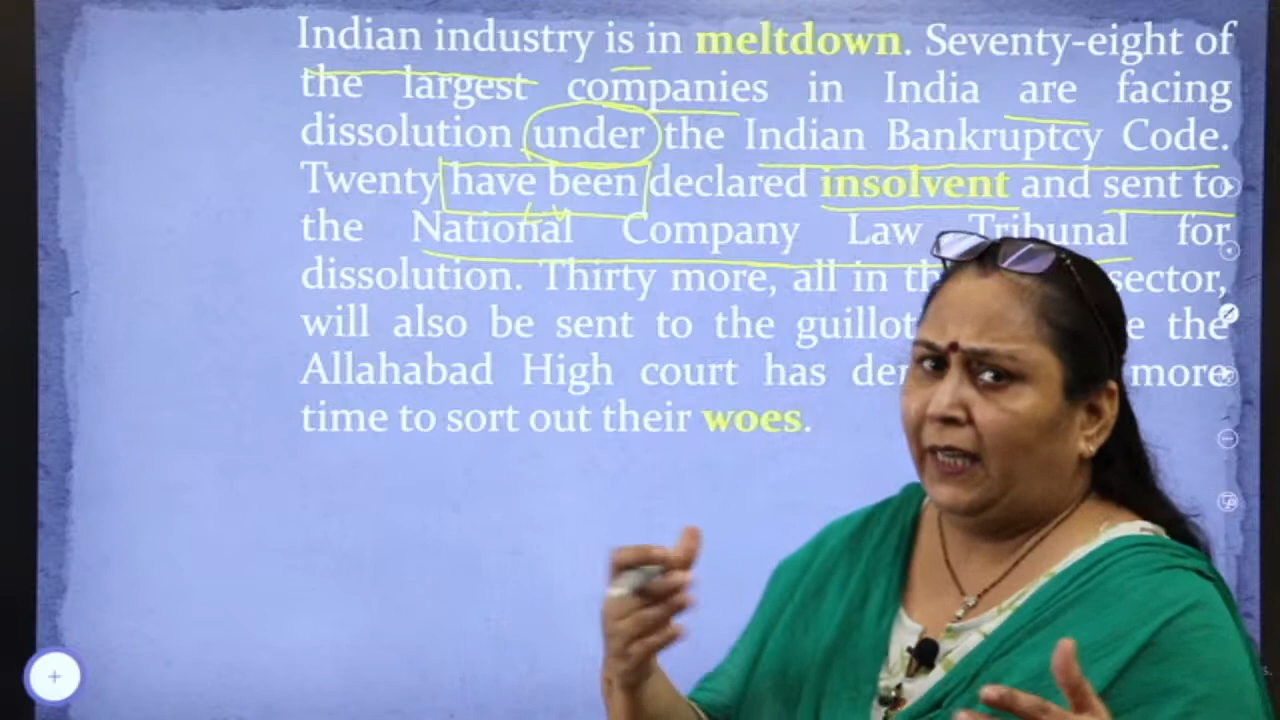 Indian industry is in meltdown. Seventy-eight of
the largest companies in India are facing
dissolution under the Indian Bankruptcy Code.
Twenty have been declared insolvent and sent to
the National Company Law Tribunal for
dissolution. Thirty more, all in sector,
will also be sent to the the
Allahabad High court has more
time to sort out their woes.